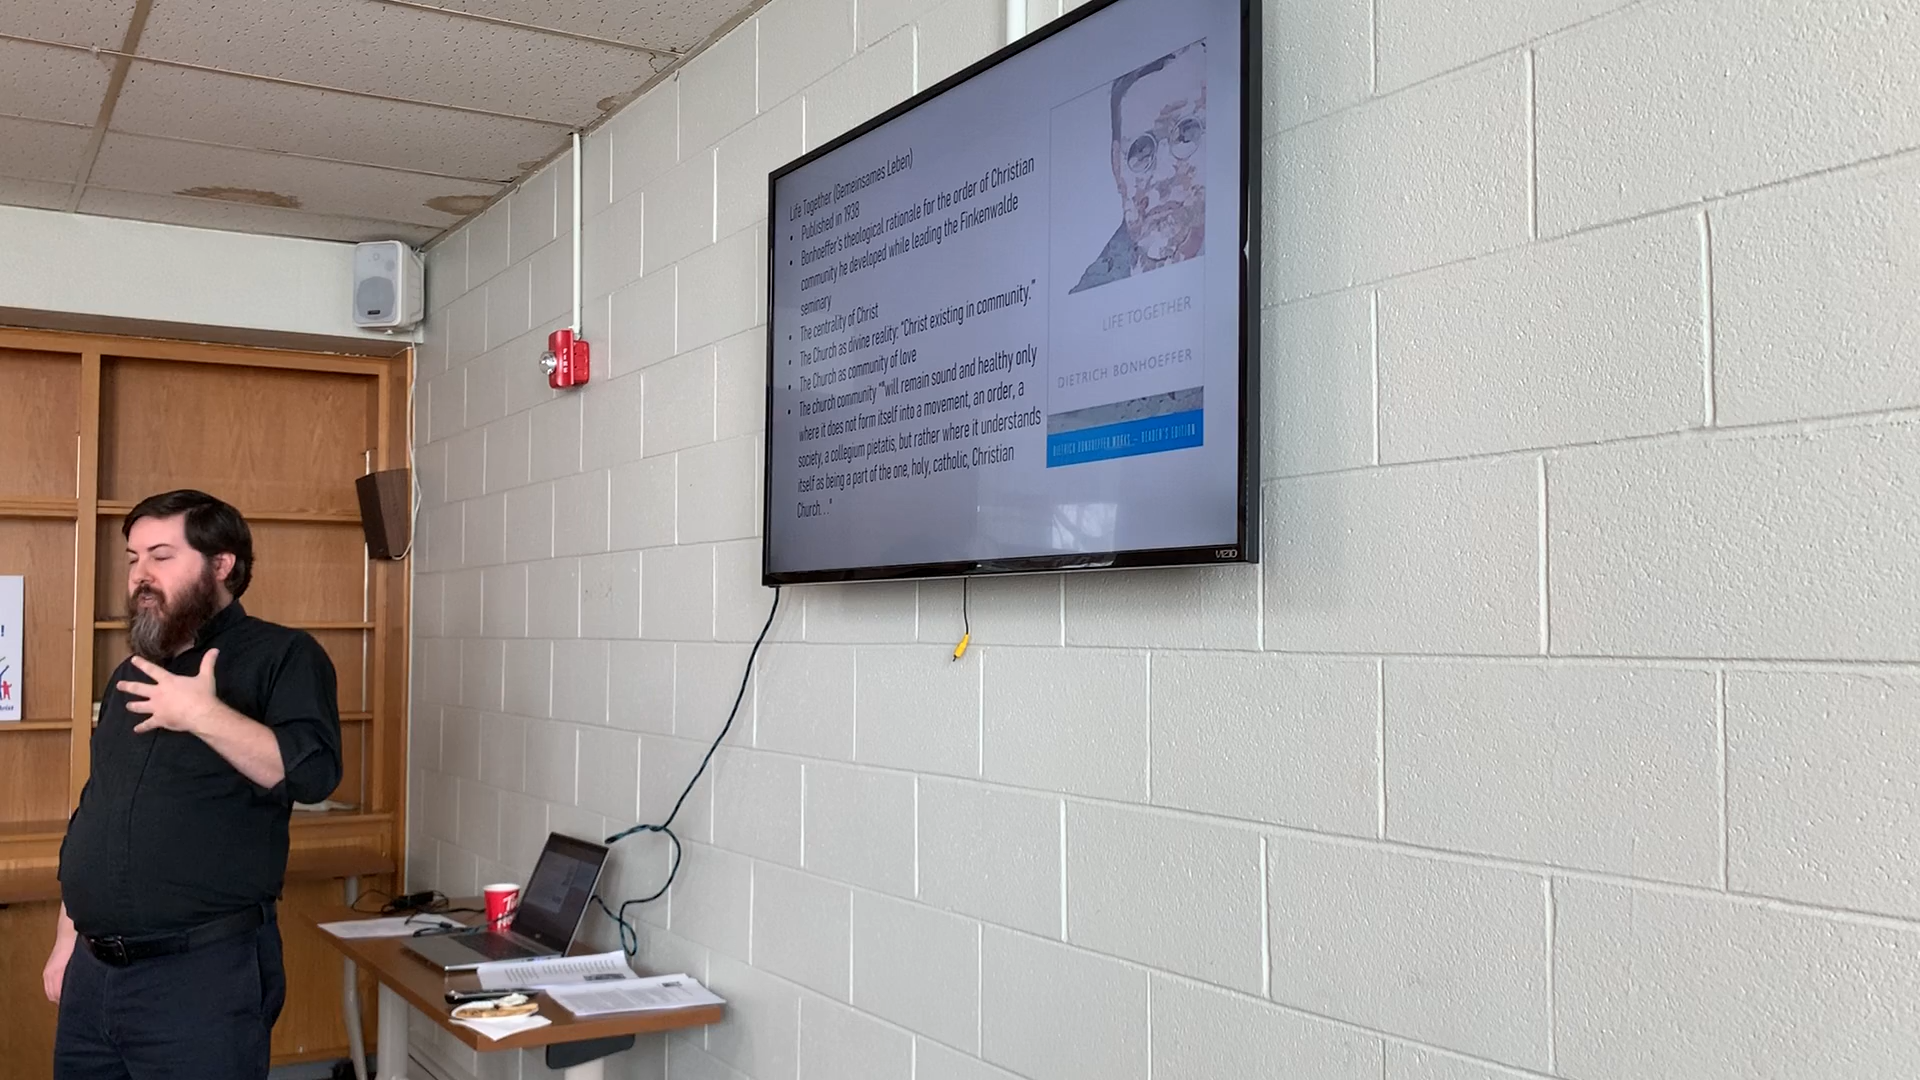 Life Together (Gemeinsames Leben)
• Published in 1938
• Bonhoeffer's theological rationale for the order of Christian
community he developed while leading the Finkenwalde
seminary
• The centrality of Christ
• The Church as divine reality: "Christ existing in community."
• The Church as community of love
• The church community "“will remain sound and healthy only
where it does not form itself into a movement, an order, a
society, a collegium pietatis, but rather where it understands
itself as being a part of the one, holy, catholic, Christian
Church. . ."
LIFE TOGETHER
DIETRICH BONHOEFFER
DIETRICH BONHOEFFER WORKS — READER'S EDITION
VIZIO
FIRE
!